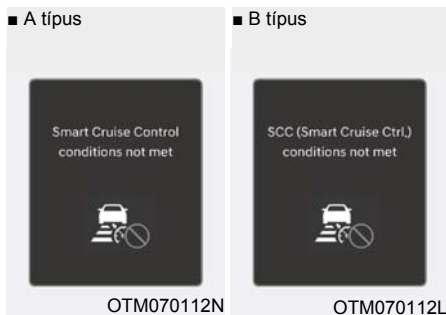 ■ A típus
■ B típus
Smart Cruise Control
conditions not met
SCC (Smart Cruise Ctrl.)
conditions not met
OTM070112N
OTM070112L